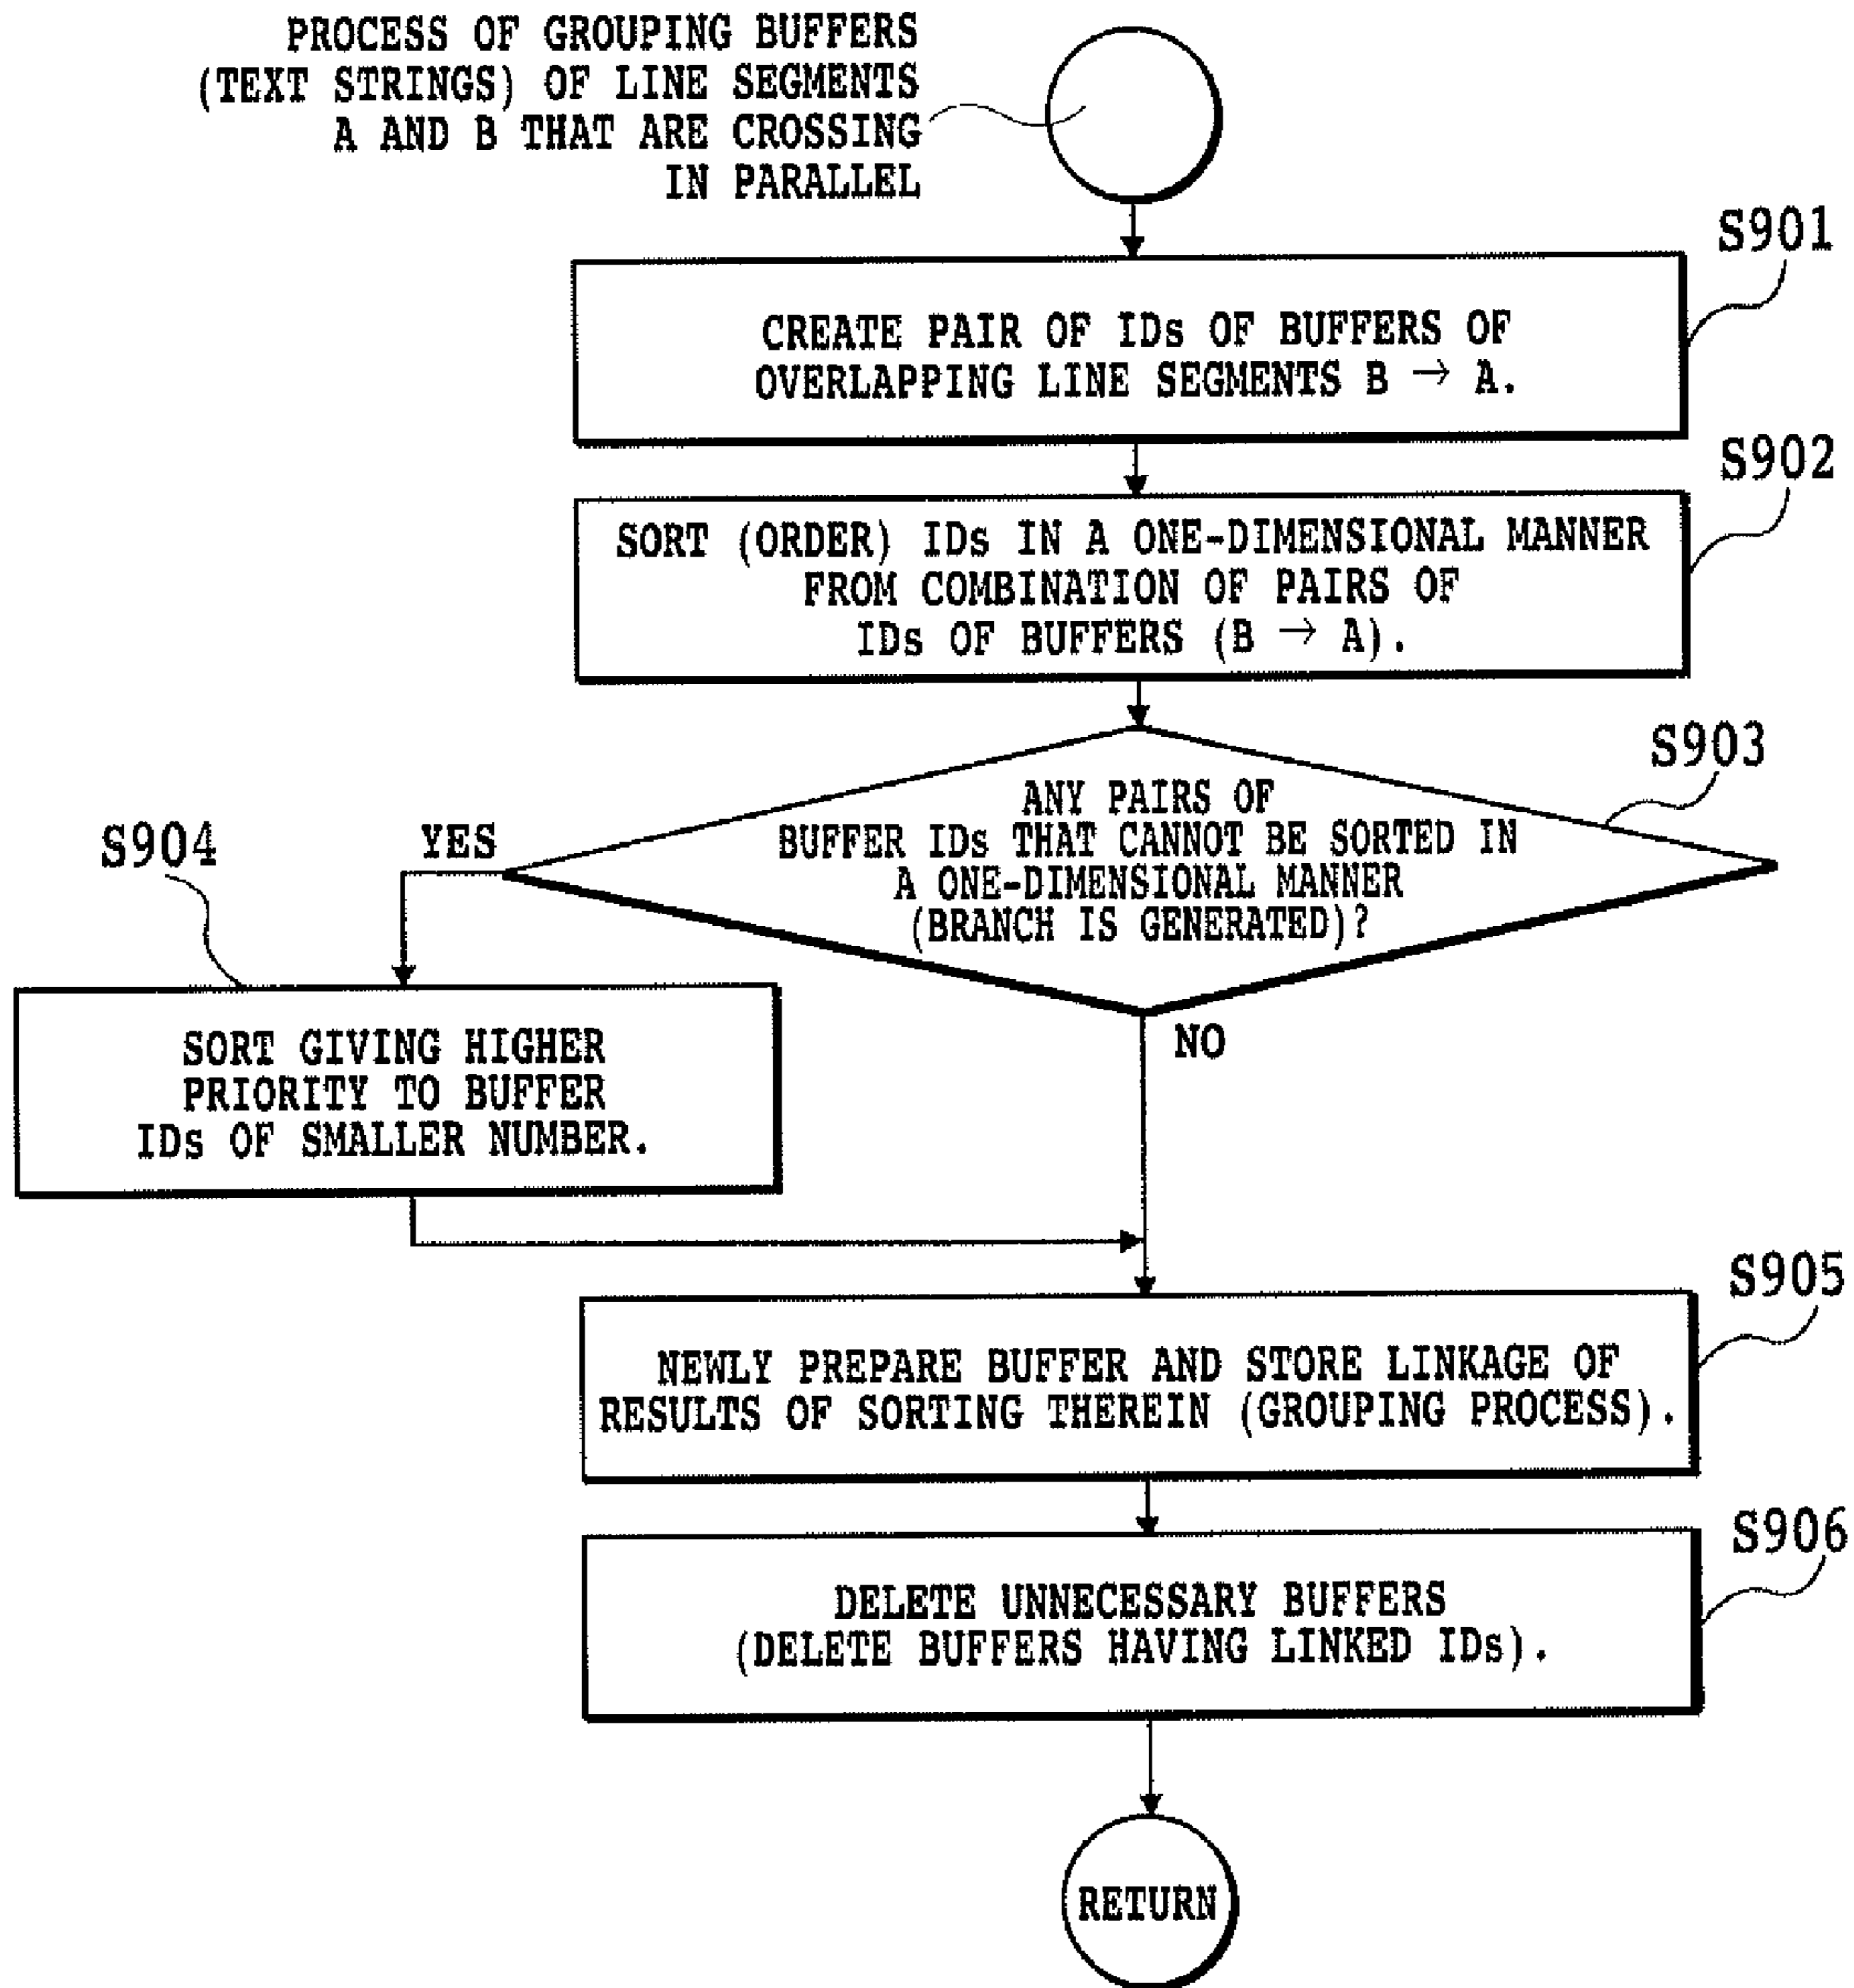 PROCESS OF GROUPING BUFFERS
(TEXT STRINGS) OF LINE SEGMENTS
A AND B THAT ARE CROSSING
IN PARALLEL
S901
CREATE PAIR OF IDs OF BUFFERS OF
OVERLAPPING LINE SEGMENTS B → A.
S902
SORT (ORDER) IDs IN A ONE-DIMENSIONAL MANNER
FROM COMBINATION OF PAIRS OF
IDs OF BUFFERS (B → A).
S903
ANY PAIRS OF
BUFFER IDs THAT CANNOT BE SORTED IN
A ONE-DIMENSIONAL MANNER
(BRANCH IS GENERATED)?
YES
NO
S904
SORT GIVING HIGHER
PRIORITY TO BUFFER
IDs OF SMALLER NUMBER.
S905
NEWLY PREPARE BUFFER AND STORE LINKAGE OF
RESULTS OF SORTING THEREIN (GROUPING PROCESS).
S906
DELETE UNNECESSARY BUFFERS
(DELETE BUFFERS HAVING LINKED IDs).
RETURN